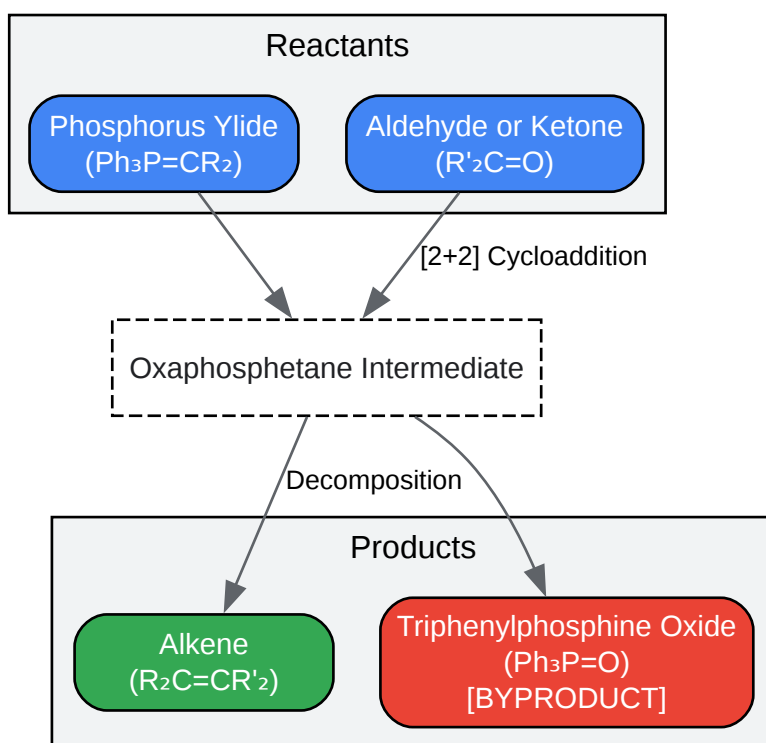 Reactants
Phosphorus Ylide
(Ph₃P=CR₂)
Aldehyde or Ketone
(R'₂C=O)
[2+2] Cycloaddition
Oxaphosphetane Intermediate
Decomposition
Products
Alkene
(R₂C=CR'₂)
Triphenylphosphine Oxide
(Ph₃P=O)
[BYPRODUCT]